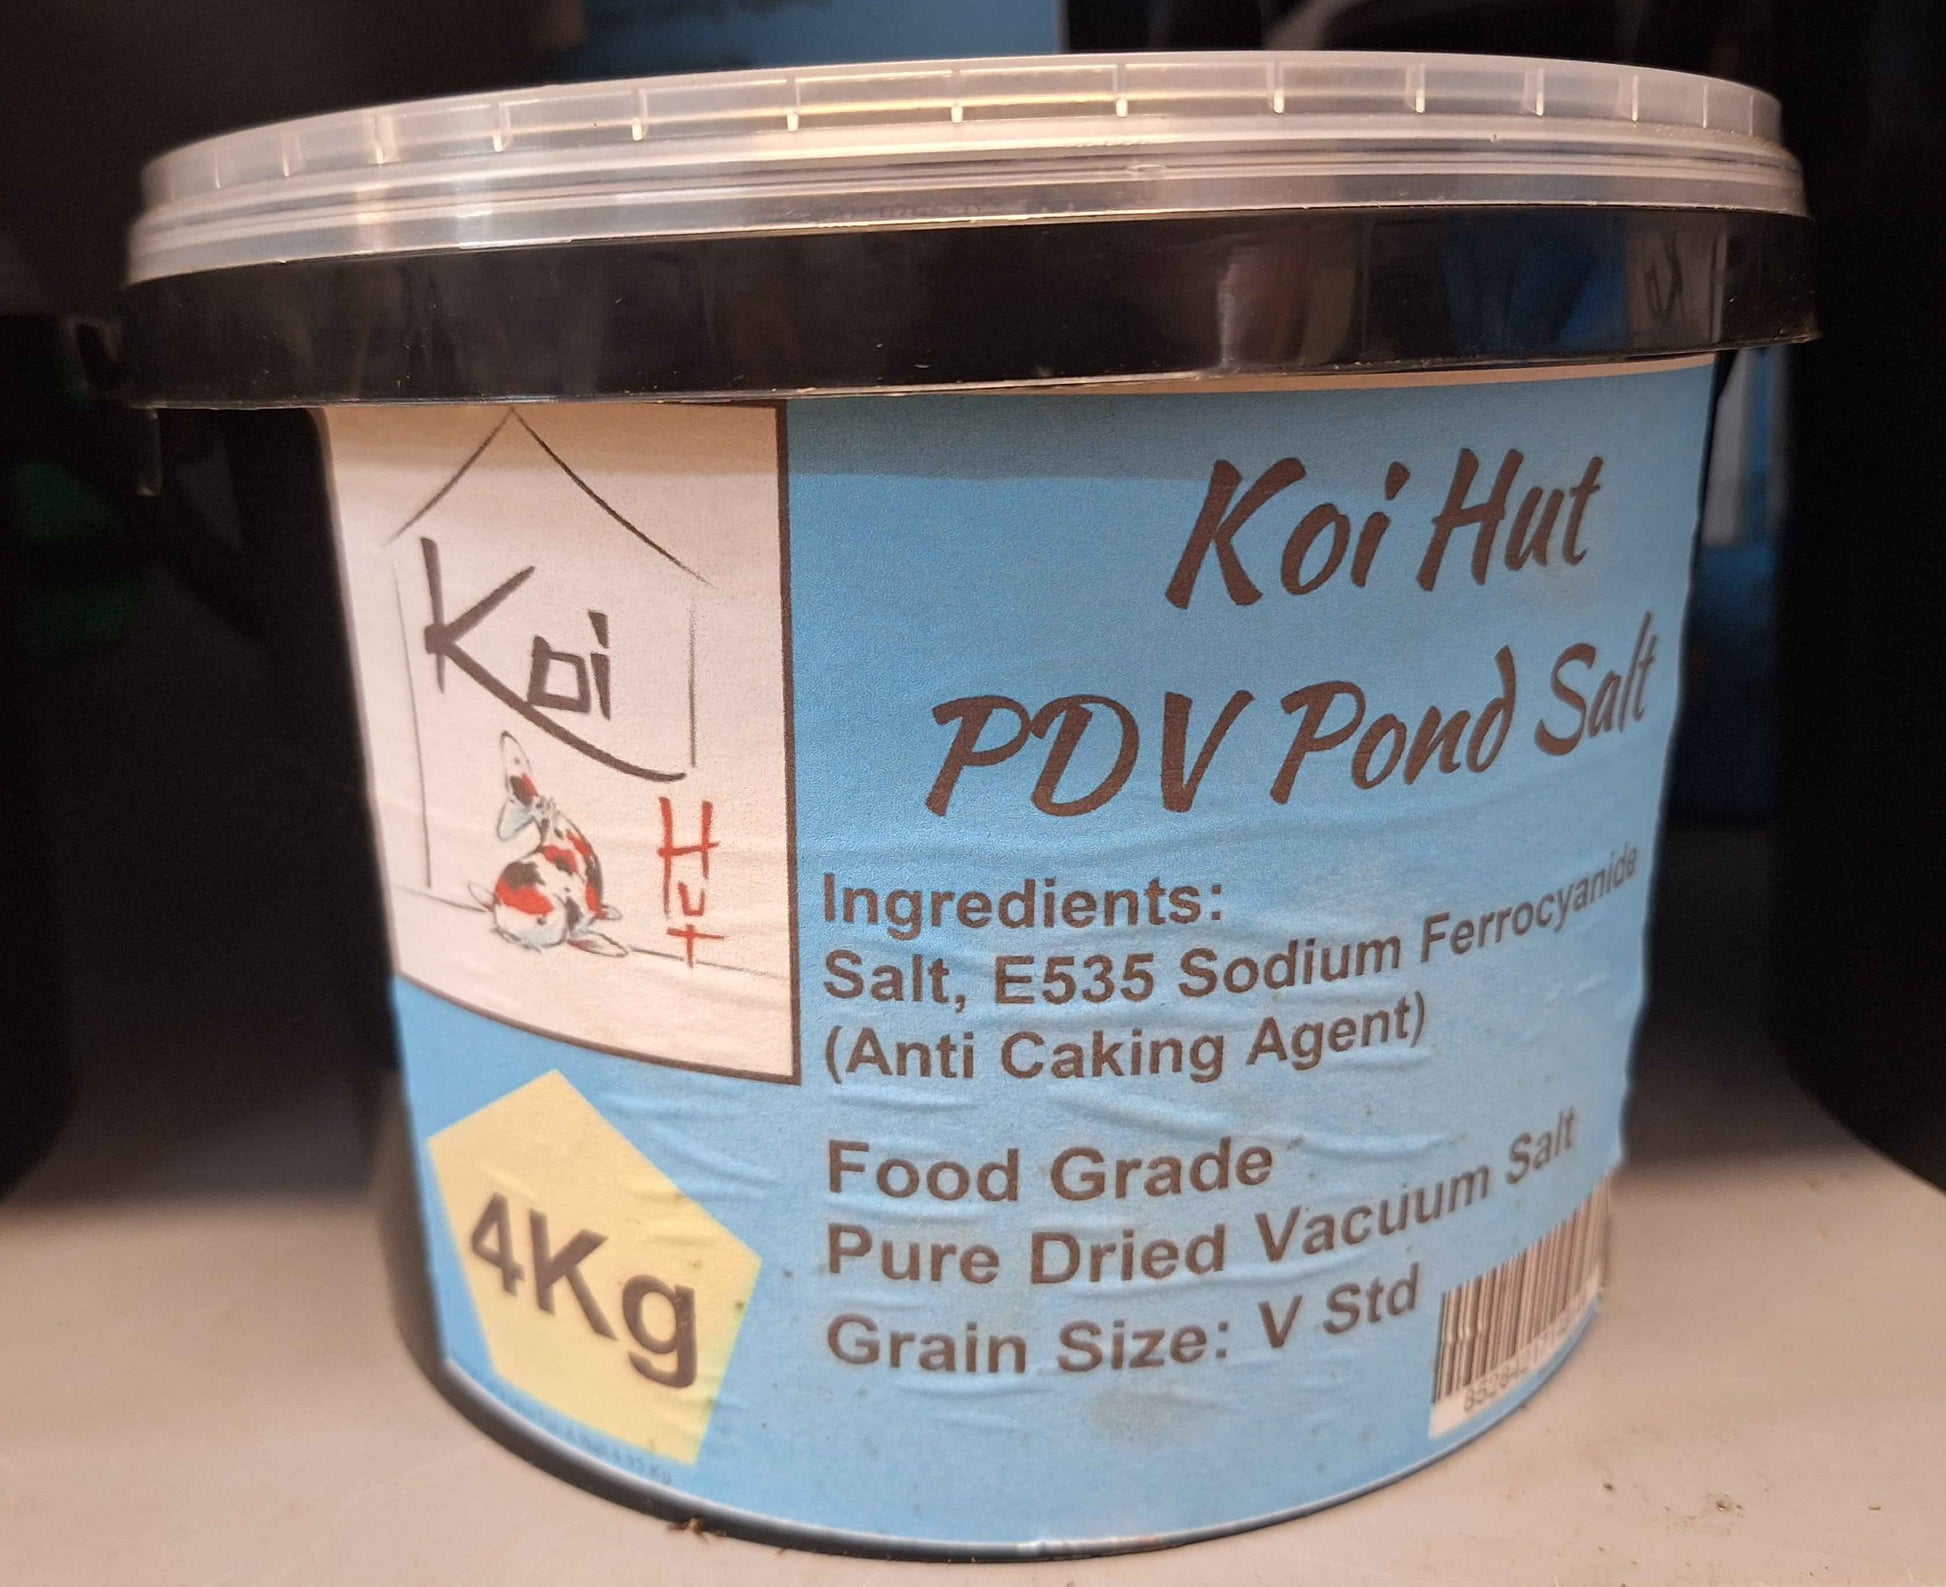 Koi
Hut
Koi Hut
PDV Pond Salt
Ingredients:
Salt, E535 Sodium Ferrocyanide
(Anti Caking Agent)
Food Grade
Pure Dried Vacuum Salt
Grain Size: V Std
4Kg